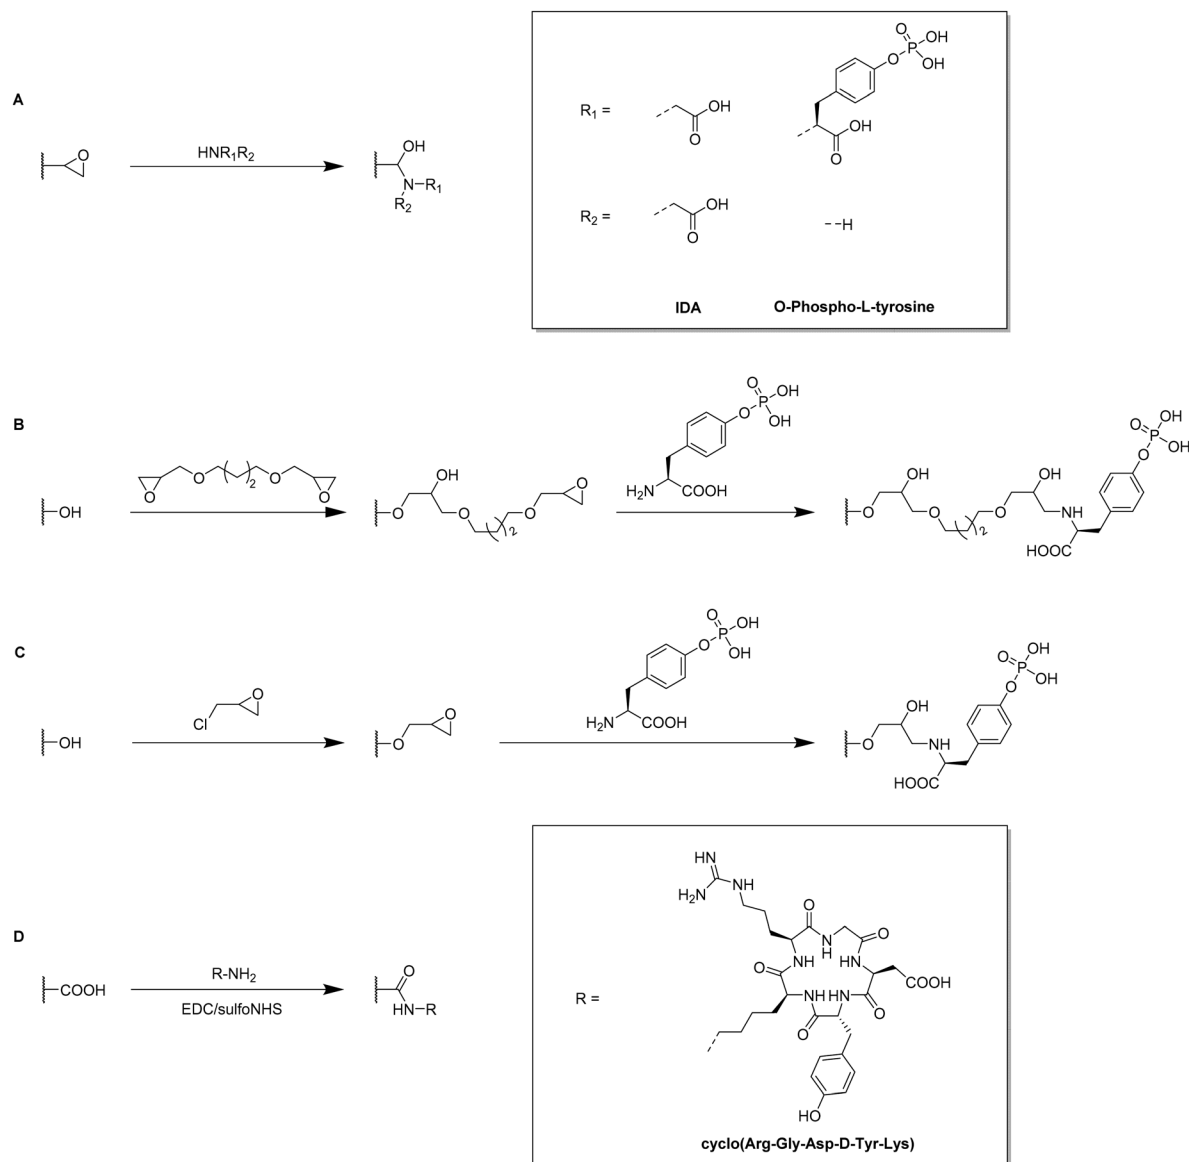 A
O
HNR1R2
OH
N
R1
R2
R1 =
OH
O
O
P
OH
OH
O
OH
O
R2 =
OH
O
--H
IDA
O-Phospho-L-tyrosine
B
OH
O
O
2
O
O
OH
O
O
2
O
O
O
P
OH
OH
O
H2N
COOH
O
OH
O
2
O
OH
NH
HOOC
O
P
OH
OH
O
C
OH
Cl
O
O
O
O
P
OH
OH
O
H2N
COOH
O
OH
NH
HOOC
O
P
OH
OH
O
D
COOH
R-NH2
EDC/sulfoNHS
O
HN-R
R =
HN
H2N
NH
O
N
H
O
NH
HN
O
COOH
NH
HN
O
O
O
HO
cyclo(Arg-Gly-Asp-D-Tyr-Lys)